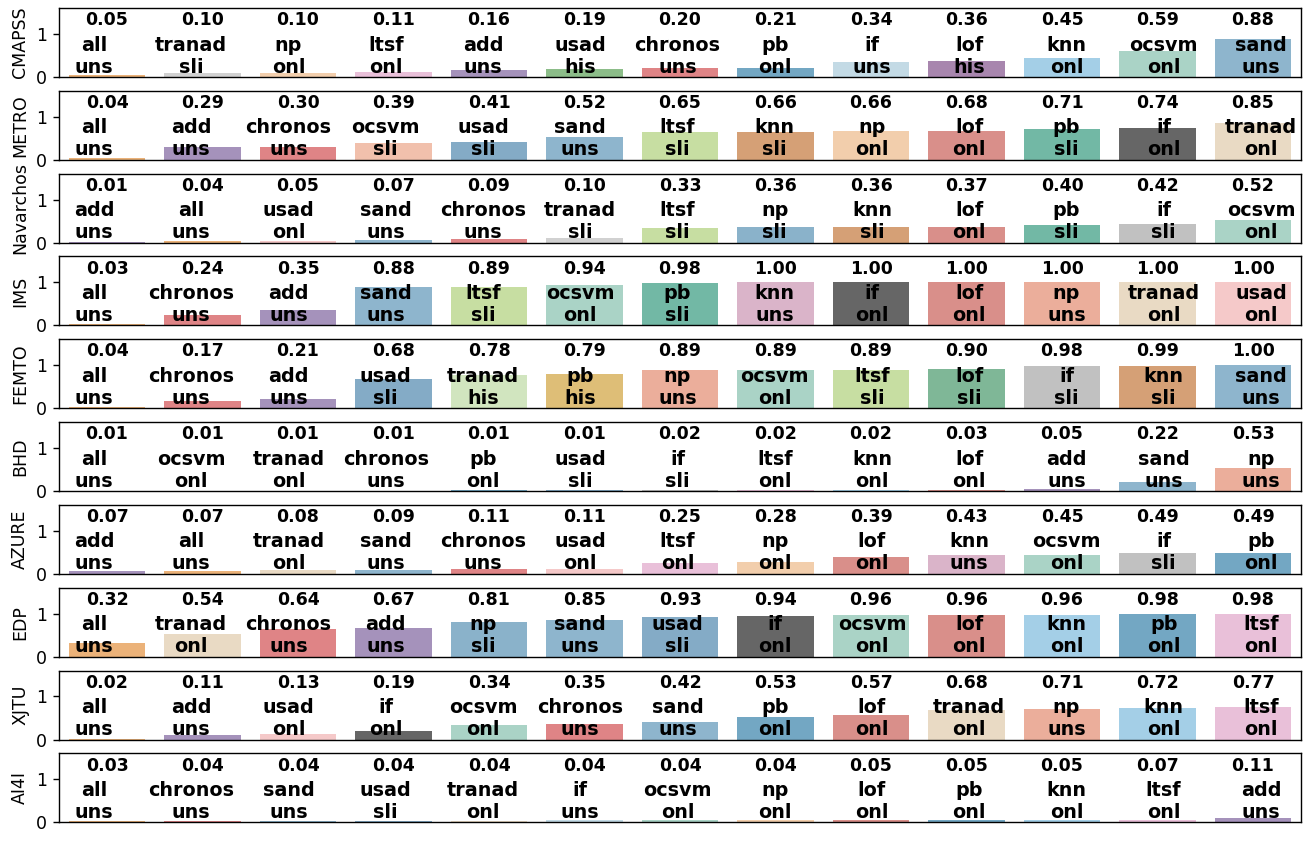 CMAPSS
1
0
0.05 0.10 0.10 0.11 0.16 0.19 0.20 0.21 0.34 0.36 0.45 0.59 0.88
all tranad np ltsf add usad chronos pb if lof knn ocsvm sand
uns sli onl onl uns his uns onl uns his onl onl uns
METRO
1
0
0.04 0.29 0.30 0.39 0.41 0.52 0.65 0.66 0.66 0.68 0.71 0.74 0.85
all add chronos ocsvm usad sand ltsf knn np lof pb if tranad
uns uns uns sli sli uns sli sli onl onl sli onl onl
Navarchos
1
0
0.01 0.04 0.05 0.07 0.09 0.10 0.33 0.36 0.36 0.37 0.40 0.42 0.52
add all usad sand chronos tranad ltsf np knn lof pb if ocsvm
uns uns onl uns uns sli sli sli sli onl sli sli onl
IMS
1
0
0.03 0.24 0.35 0.88 0.89 0.94 0.98 1.00 1.00 1.00 1.00 1.00 1.00
all chronos add sand ltsf ocsvm pb knn if lof np tranad usad
uns uns uns uns sli onl sli uns onl onl uns onl onl
FEMTO
1
0
0.04 0.17 0.21 0.68 0.78 0.79 0.89 0.89 0.89 0.90 0.98 0.99 1.00
all chronos add usad tranad pb np ocsvm ltsf lof if knn sand
uns uns uns sli his his uns onl sli sli sli sli uns
BHD
1
0
0.01 0.01 0.01 0.01 0.01 0.01 0.02 0.02 0.02 0.03 0.05 0.22 0.53
all ocsvm tranad chronos pb usad if ltsf knn lof add sand np
uns onl onl uns onl sli sli onl onl onl uns uns uns
AZURE
1
0
0.07 0.07 0.08 0.09 0.11 0.11 0.25 0.28 0.39 0.43 0.45 0.49 0.49
add all tranad sand chronos usad ltsf np lof knn ocsvm if pb
uns uns onl uns uns onl onl onl onl uns onl sli onl
EDP
1
0
0.32 0.54 0.64 0.67 0.81 0.85 0.93 0.94 0.96 0.96 0.96 0.98 0.98
all tranad chronos add np sand usad if ocsvm lof knn pb ltsf
uns onl uns uns sli uns sli onl onl onl onl onl onl
XJTU
1
0
0.02 0.11 0.13 0.19 0.34 0.35 0.42 0.53 0.57 0.68 0.71 0.72 0.77
all add usad if ocsvm chronos sand pb lof tranad np knn ltsf
uns uns onl onl onl uns uns onl onl onl uns onl onl
AI4I
1
0
0.03 0.04 0.04 0.04 0.04 0.04 0.04 0.04 0.05 0.05 0.05 0.07 0.11
all chronos sand usad tranad if ocsvm np lof pb knn ltsf add
uns uns uns sli onl uns onl onl onl onl onl onl uns